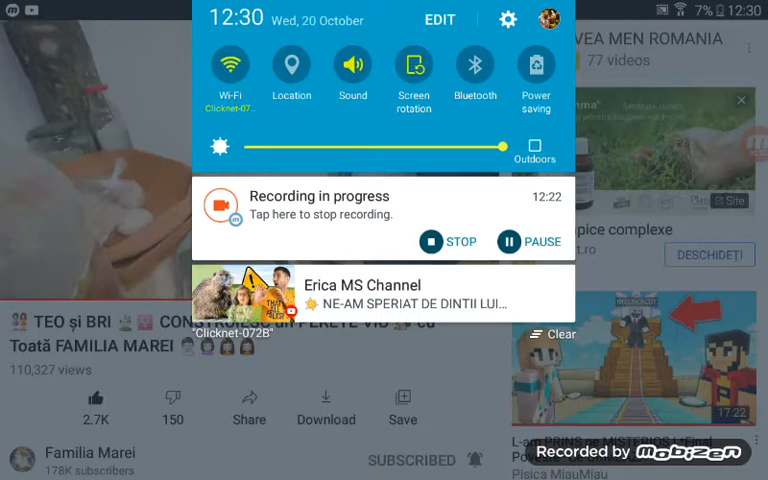 7% 12:30
12:30 Wed, 20 October EDIT
Wi-Fi
Clicknet-07..
Location
Sound
Screen
rotation
Bluetooth
Power
saving
Outdoors
Recording in progress 12:22
Tap here to stop recording.
STOP PAUSE
Erica MS Channel
☀ NE-AM SPERIAT DE DINTII LUI...
"Clicknet-072B"
Clear
TEO și BRI
Toată FAMILIA MAREI
110,327 views
2.7K
150
Share
Download
Save
Familia Marei
178K subscribers
SUBSCRIBED
VEA MEN ROMANIA
77 videos
Site
pice complexe
t.ro
DESCHIDEȚI
17:22
L-am PRINS pe MISTERIOS
Pisica MiauMiau
Recorded by mobizen